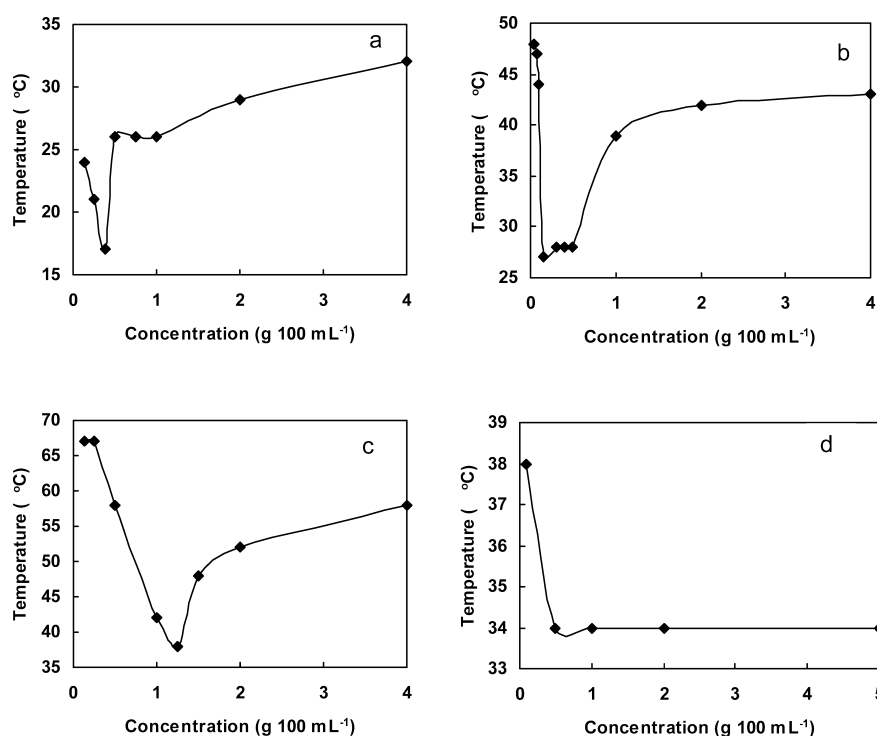 a
35
30
25
20
15
Temperature ( °C)
0 1 2 3 4
Concentration (g 100 mL-1)
b
50
45
40
35
30
25
Temperature ( °C)
0 1 2 3 4
Concentration (g 100 mL-1)
c
70
65
60
55
50
45
40
35
Temperature ( °C)
0 1 2 3 4
Concentration (g 100 mL-1)
d
39
38
37
36
35
34
33
Temperature ( °C)
0 1 2 3 4 5
Concentration (g 100 mL-1)